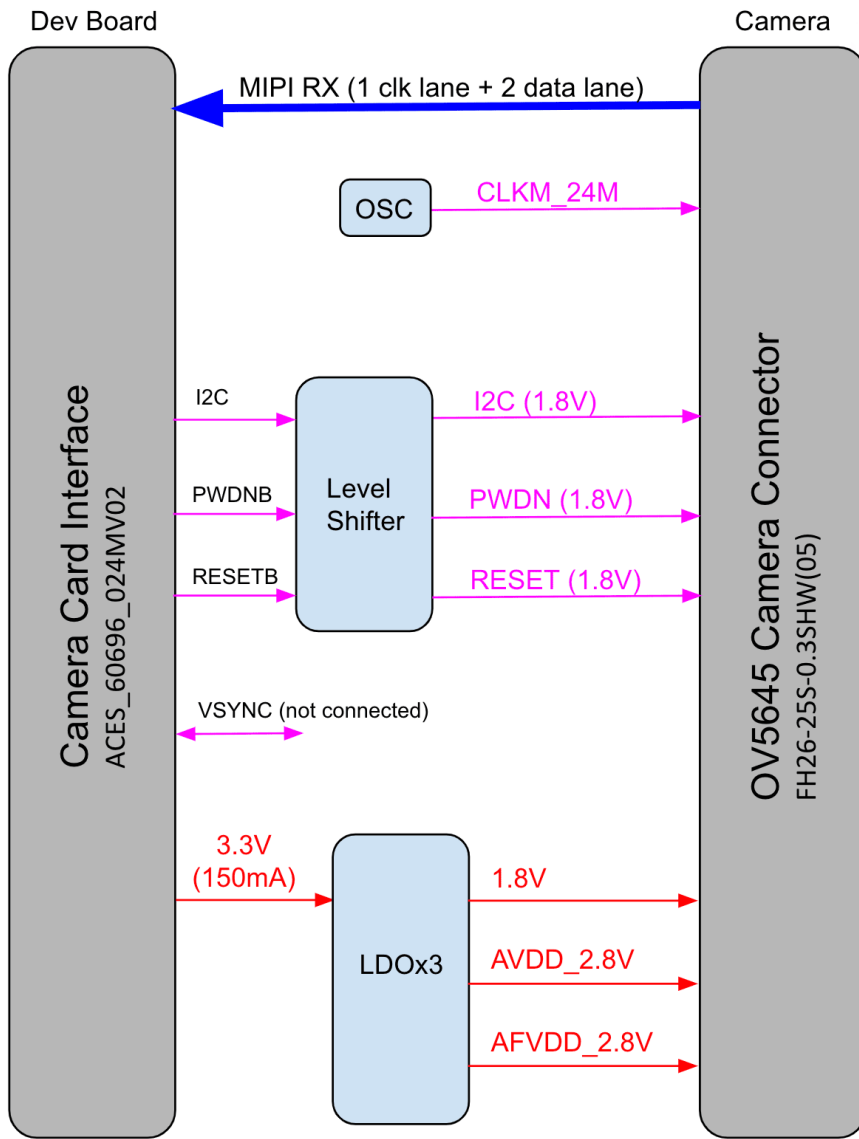 Dev Board
Camera
MIPI RX (1 clk lane + 2 data lane)
OSC
CLKM_24M
Camera Card Interface
ACES_60696_024MV02
I2C
PWDNB
RESETB
Level
Shifter
I2C (1.8V)
PWDN (1.8V)
RESET (1.8V)
OV5645 Camera Connector
FH26-25S-0.3SHW(05)
VSYNC (not connected)
3.3V
(150mA)
LDOx3
1.8V
AVDD_2.8V
AFVDD_2.8V